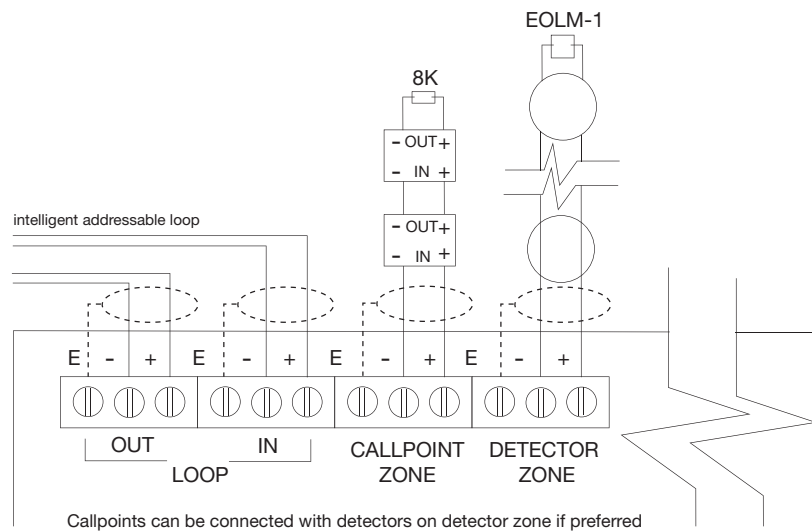 EOLM-1
8K
- OUT +
- IN +
- OUT +
- IN +
intelligent addressable loop
E - + E - + E - + E - +
OUT IN CALLPOINT DETECTOR
LOOP ZONE ZONE
Callpoints can be connected with detectors on detector zone if preferred